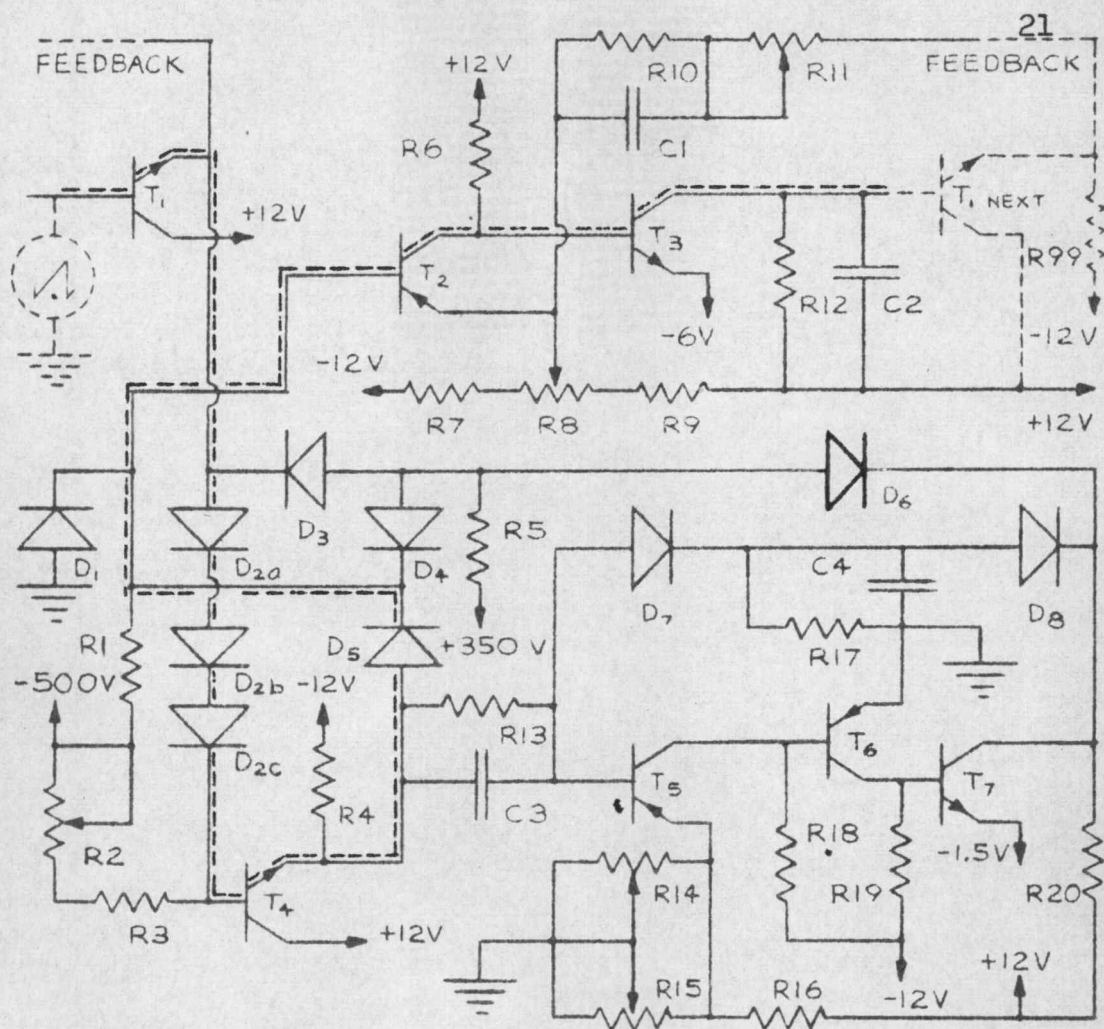 21
FEEDBACK
FEEDBACK
+12V
R10
R11
C1
R6
T₁
+12V
T₂
T₃
T₁ NEXT
R99
R12
C2
-6V
-12V
-12V
R7
R8
R9
+12V
D₁
D₂ₐ
D₃
D₄
R5
D₆
D₇
C4
D₈
R17
R1
-500V
D₂b
-12V
D₅
+350V
D₂c
R13
R4
C3
T₅
T₆
T₇
R2
R18
R19
-1.5V
R20
R3
T₄
+12V
R14
R15
R16
-12V
+12V